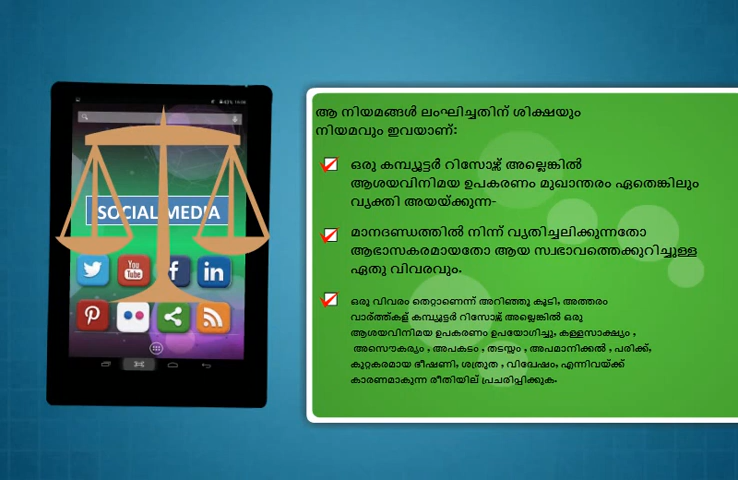 SOCIAL MEDIA
You
Tube
ആ നിയമങ്ങൾ ലംഘിച്ചതിന് ശിക്ഷയും
നിയമവും ഇവയാണ്:
ഒരു കമ്പ്യൂട്ടർ റിസോഴ്സ് അല്ലെങ്കിൽ
ആശയവിനിമയ ഉപകരണം മുഖാന്തരം ഏതെങ്കിലും
വ്യക്തി അയയ്ക്കുന്ന-
മാനദണ്ഡത്തിൽ നിന്ന് വ്യതിച്ചലിക്കുന്നതോ
ആഭാസകരമായതോ ആയ സ്വഭാവത്തെക്കുറിച്ചുള്ള
ഏതു വിവരവും.
ഒരു വിവരം തെറ്റാണെന്ന് അറിഞ്ഞു കൂടി, അത്തരം
വാർത്ത്കള് കമ്പ്യൂട്ടർ റിസോഴ്സ് അല്ലെങ്കിൽ ഒരു
ആശയവിനിമയ ഉപകരണം ഉപയോഗിച്ചു, കള്ളസാക്ഷ്യം ,
അസൌകര്യം , അപകടം , തടസ്സം , അപമാനിക്കൽ , പരിക്ക്,
കുറ്റകരമായ ഭീഷണി, ശത്രുത , വിദ്വേഷം, എന്നിവയ്ക്ക്
കാരണമാകുന്ന രീതിയില് പ്രചരിപ്പിക്കുക.